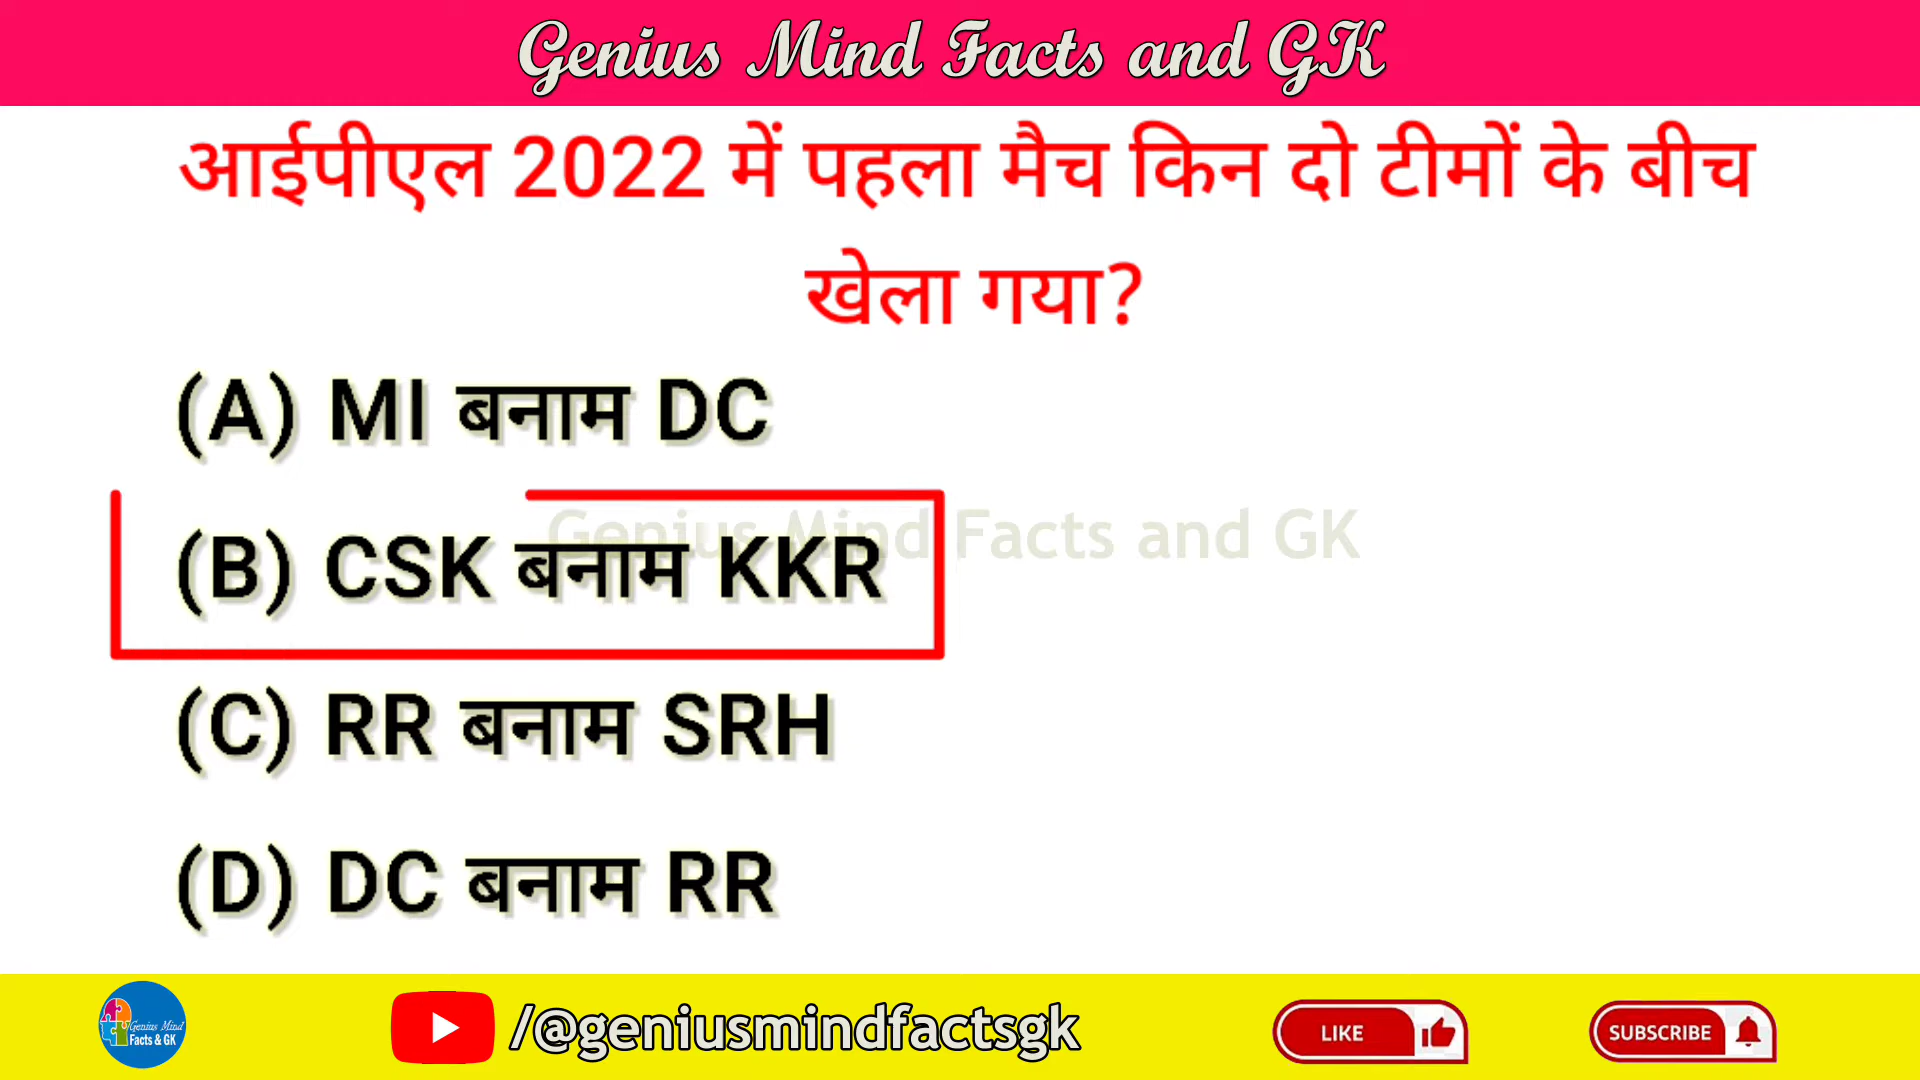 Genius Mind Facts and GK
आईपीएल 2022 में पहला मैच किन दो टीमों के बीच
खेला गया?
(A) MI बनाम DC
Genius Mind Facts and GK
(B) CSK बनाम KKR
(C) RR बनाम SRH
(D) DC बनाम RR
Genius Mind
Facts & GK
/@geniusmindfactsgk
LIKE
SUBSCRIBE